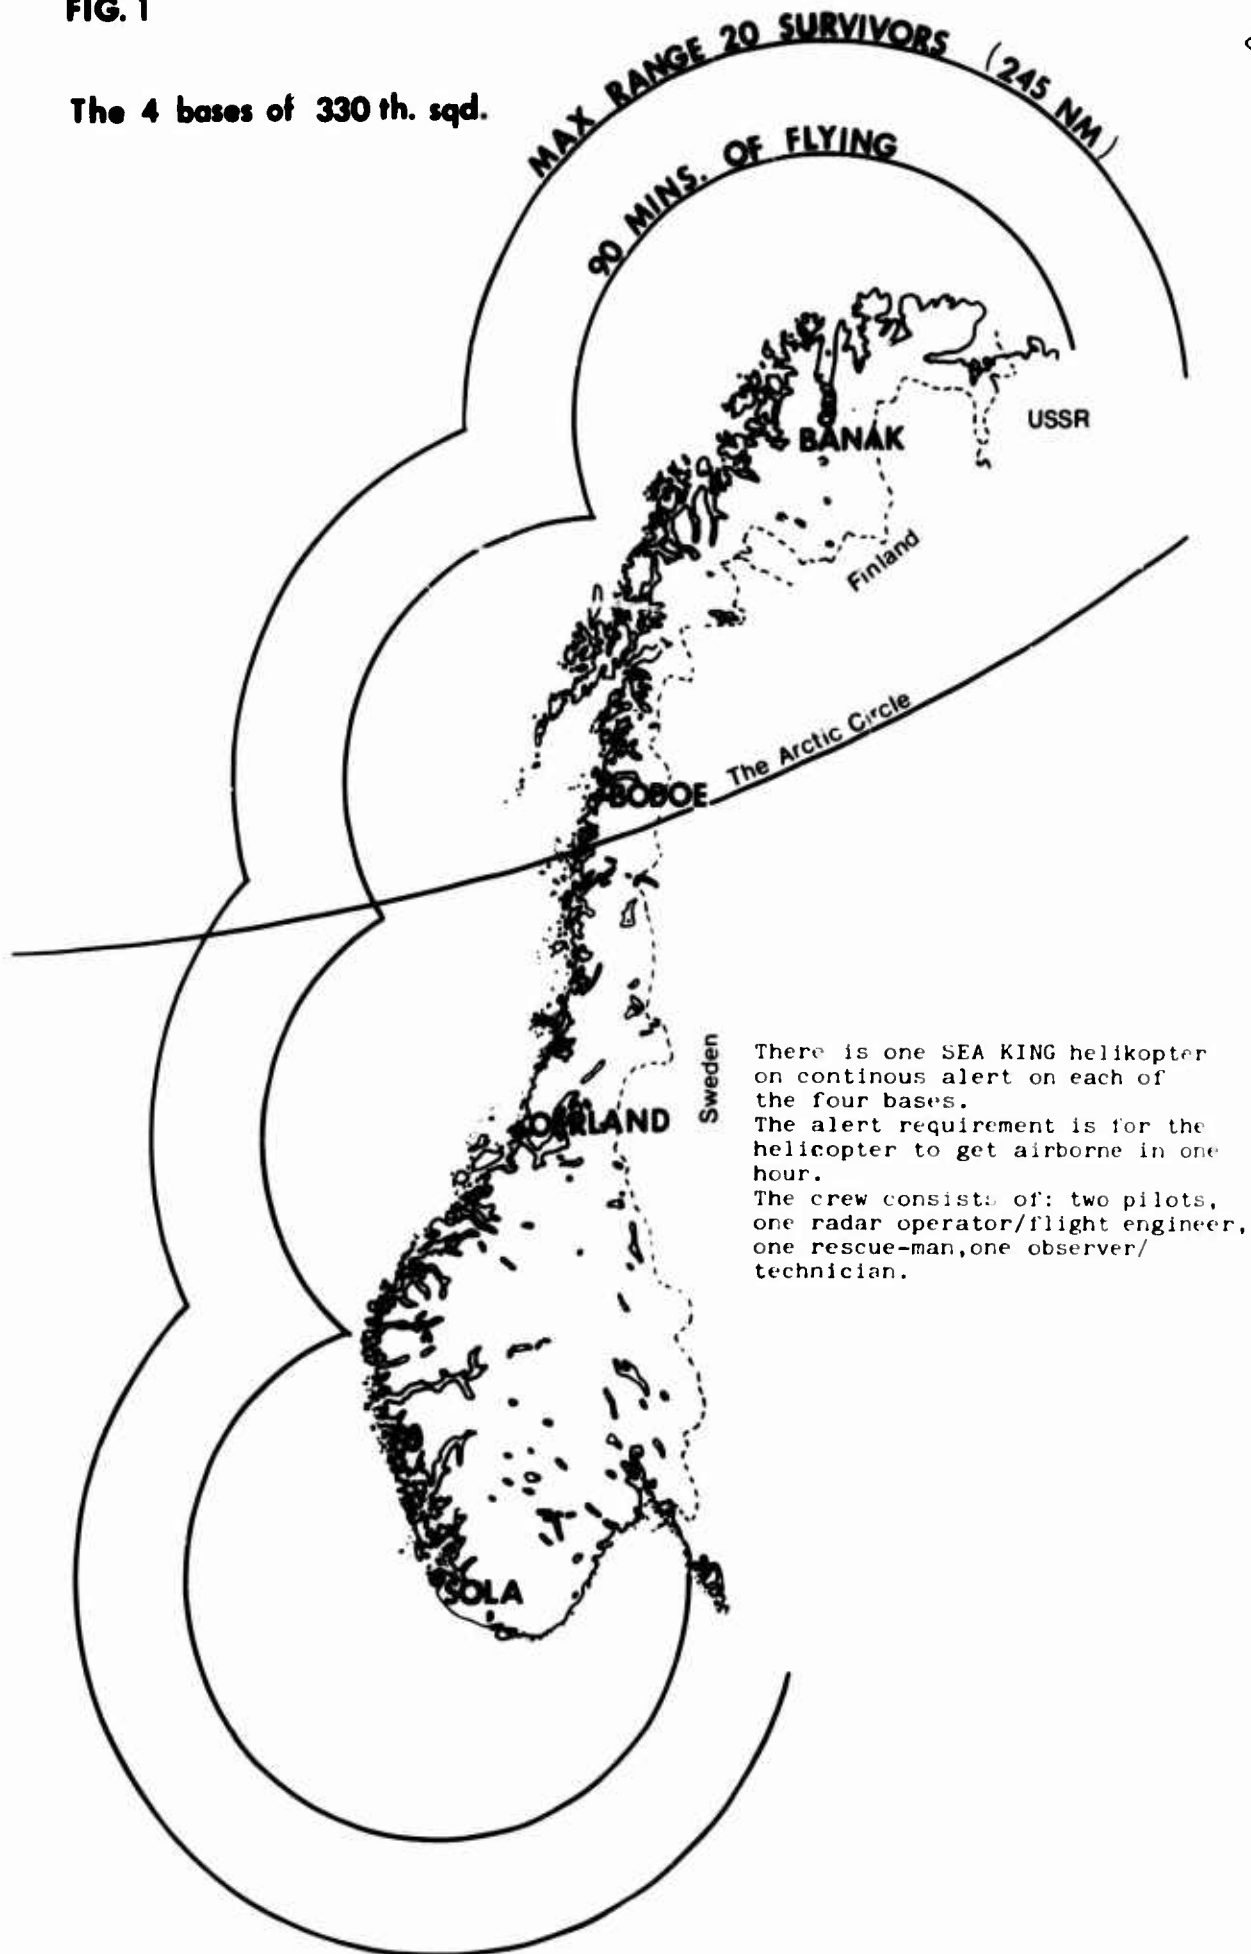 FIG. 1
The 4 bases of 330 th. sqd.
MAX RANGE 20 SURVIVORS (245 NM)
90 MINS. OF FLYING
BANAK
USSR
Finland
The Arctic Circle
BODOE
Sweden
OERLAND
SOLA
There is one SEA KING helikopter
on continous alert on each of
the four bases.
The alert requirement is for the
helicopter to get airborne in one
hour.
The crew consists of: two pilots,
one radar operator/flight engineer,
one rescue-man,one observer/
technician.